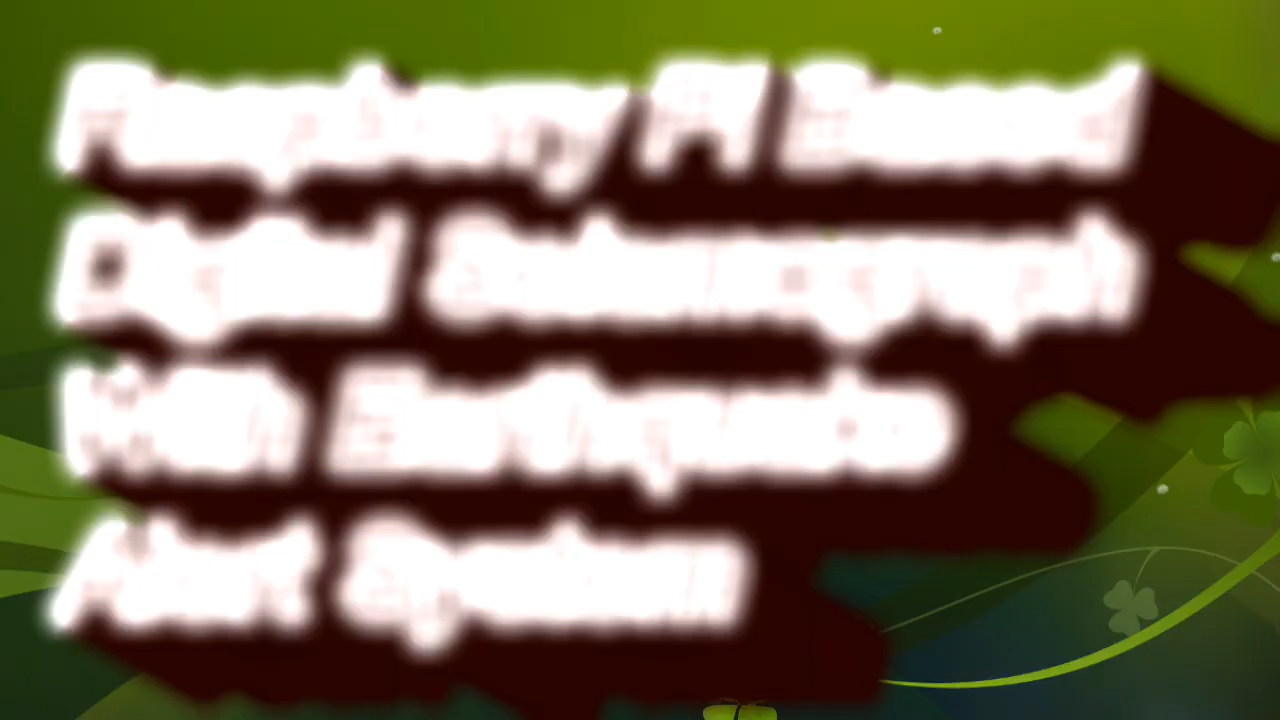 Raspberry Pi Based
Digital Seismograph
With Earthquake
Alert System